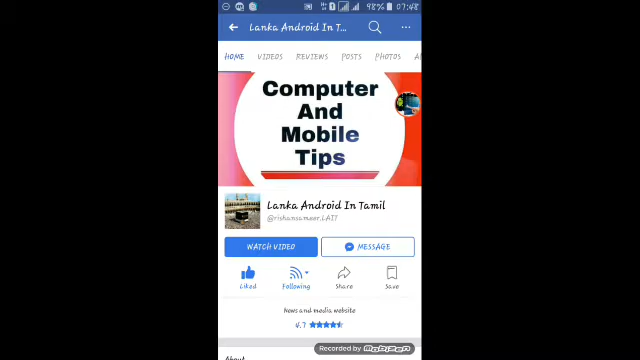 98% 07:48
Lanka Android In T...
HOME VIDEOS REVIEWS POSTS PHOTOS
Computer
And
Mobile
Tips
Lanka Android In Tamil
@rishansameer.LAIT
WATCH VIDEO
MESSAGE
Liked Following Share Save
News and media website
4.7
Recorded by Mobizen
About